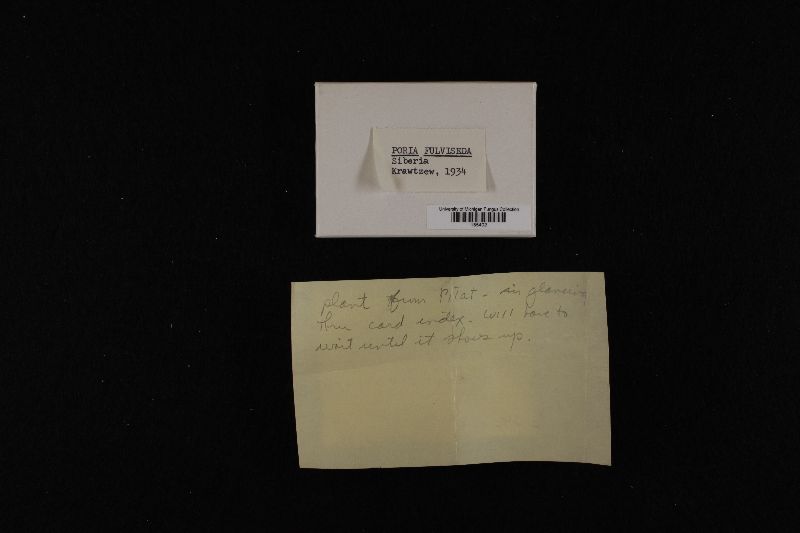 PORIA FULVISEDA
Siberia
Krawtzew, 1934
University of Michigan Fungus Collection
plant from Pilat - in glancing
thru card index. Will have to
wait until it shows up.